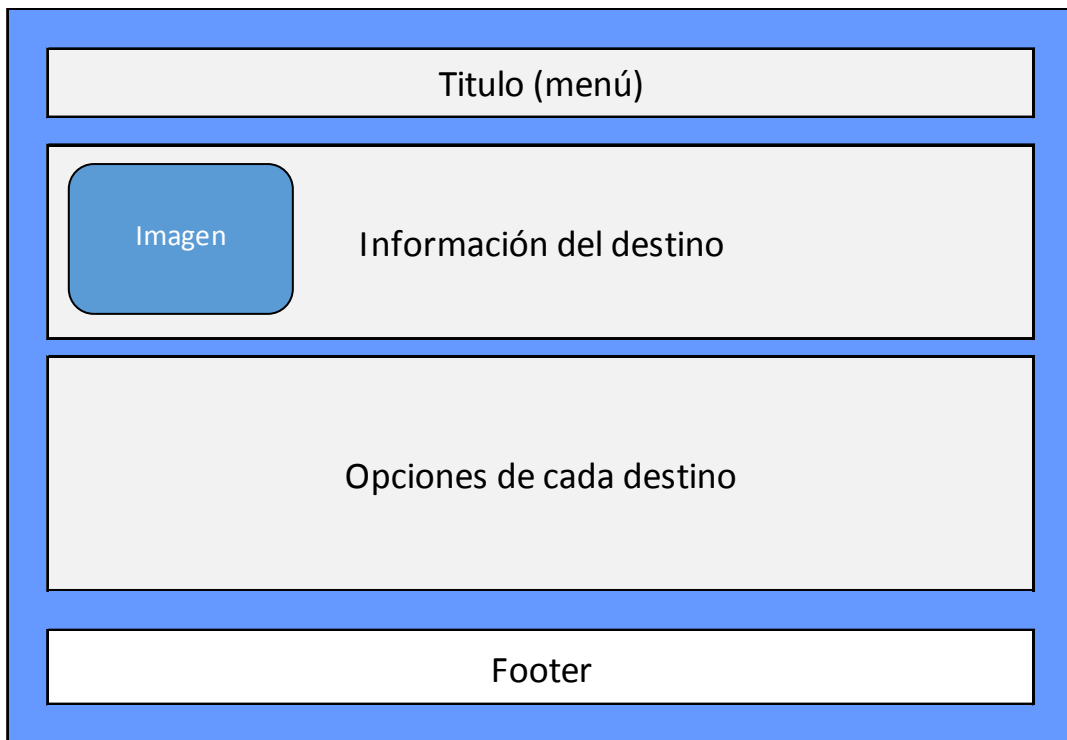 Titulo (menú)
Imagen
Información del destino
Opciones de cada destino
Footer